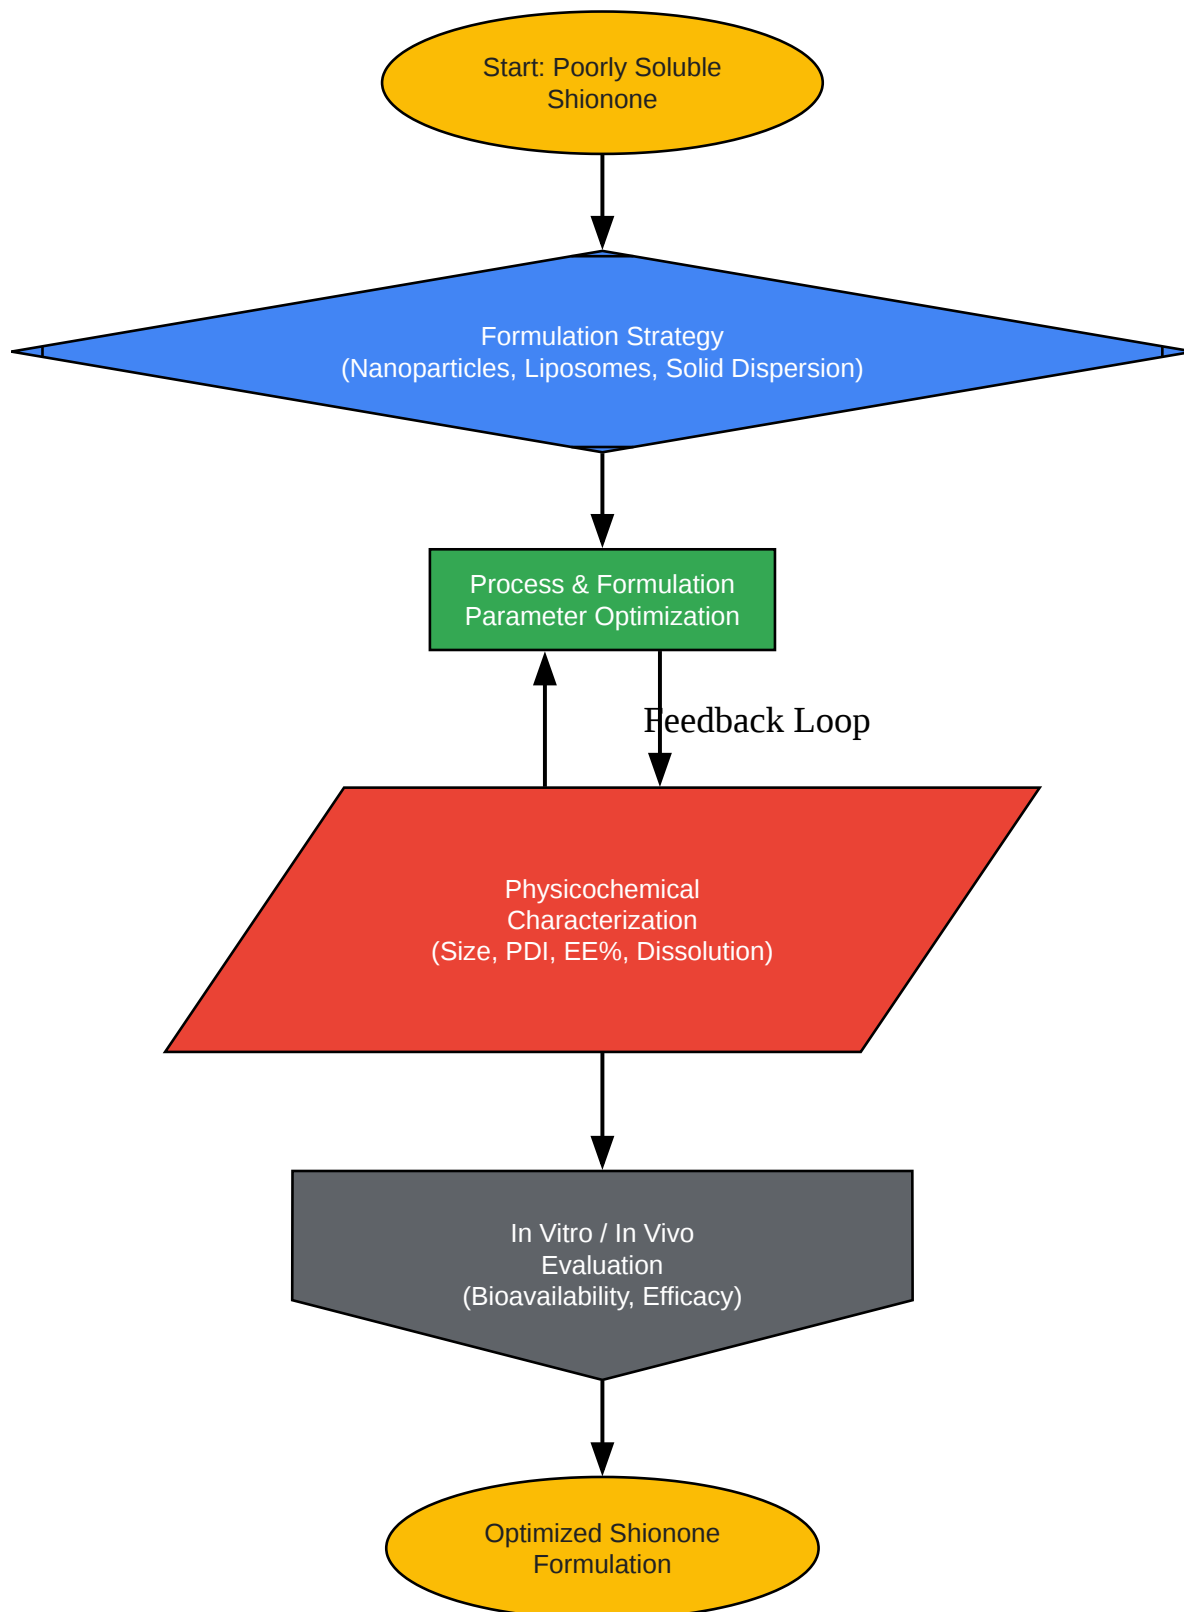 Start: Poorly Soluble
Shionone
Formulation Strategy
(Nanoparticles, Liposomes, Solid Dispersion)
Process & Formulation
Parameter Optimization
Feedback Loop
Physicochemical
Characterization
(Size, PDI, EE%, Dissolution)
In Vitro / In Vivo
Evaluation
(Bioavailability, Efficacy)
Optimized Shionone
Formulation